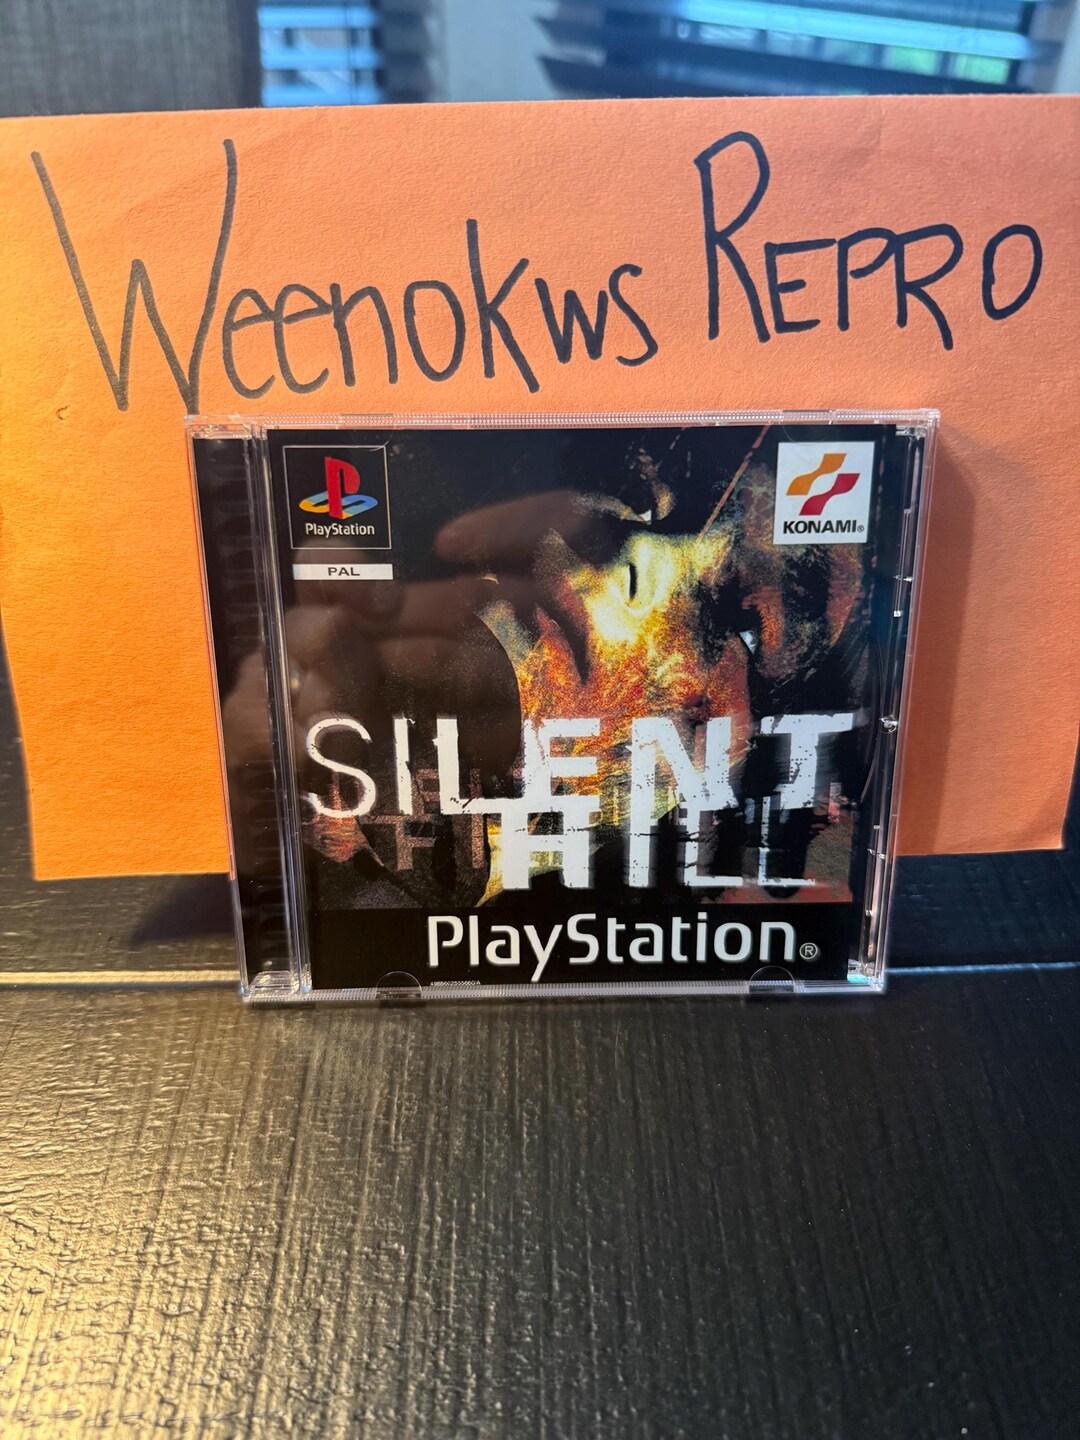 Weenokws REPRO
PlayStation
KONAMI®
PAL
SILENT
HILL
PlayStation®